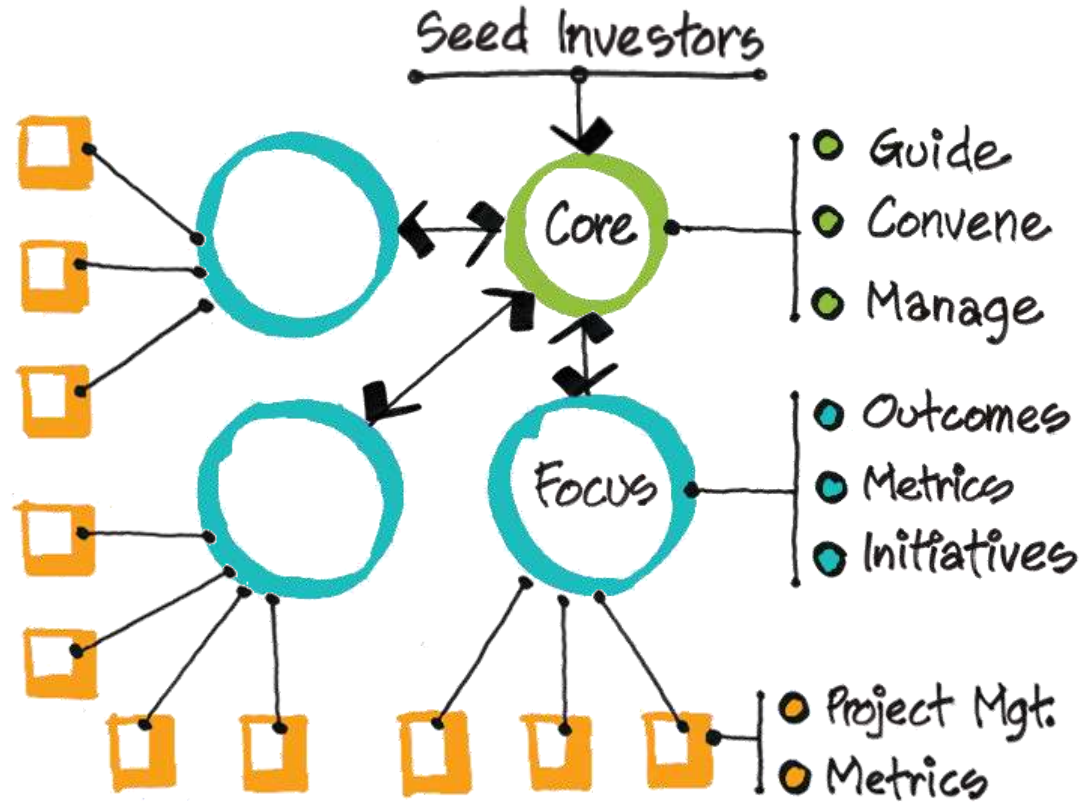 Seed Investors
Core
Guide
Convene
Manage
Focus
Outcomes
Metrics
Initiatives
Project Mgt.
Metrics